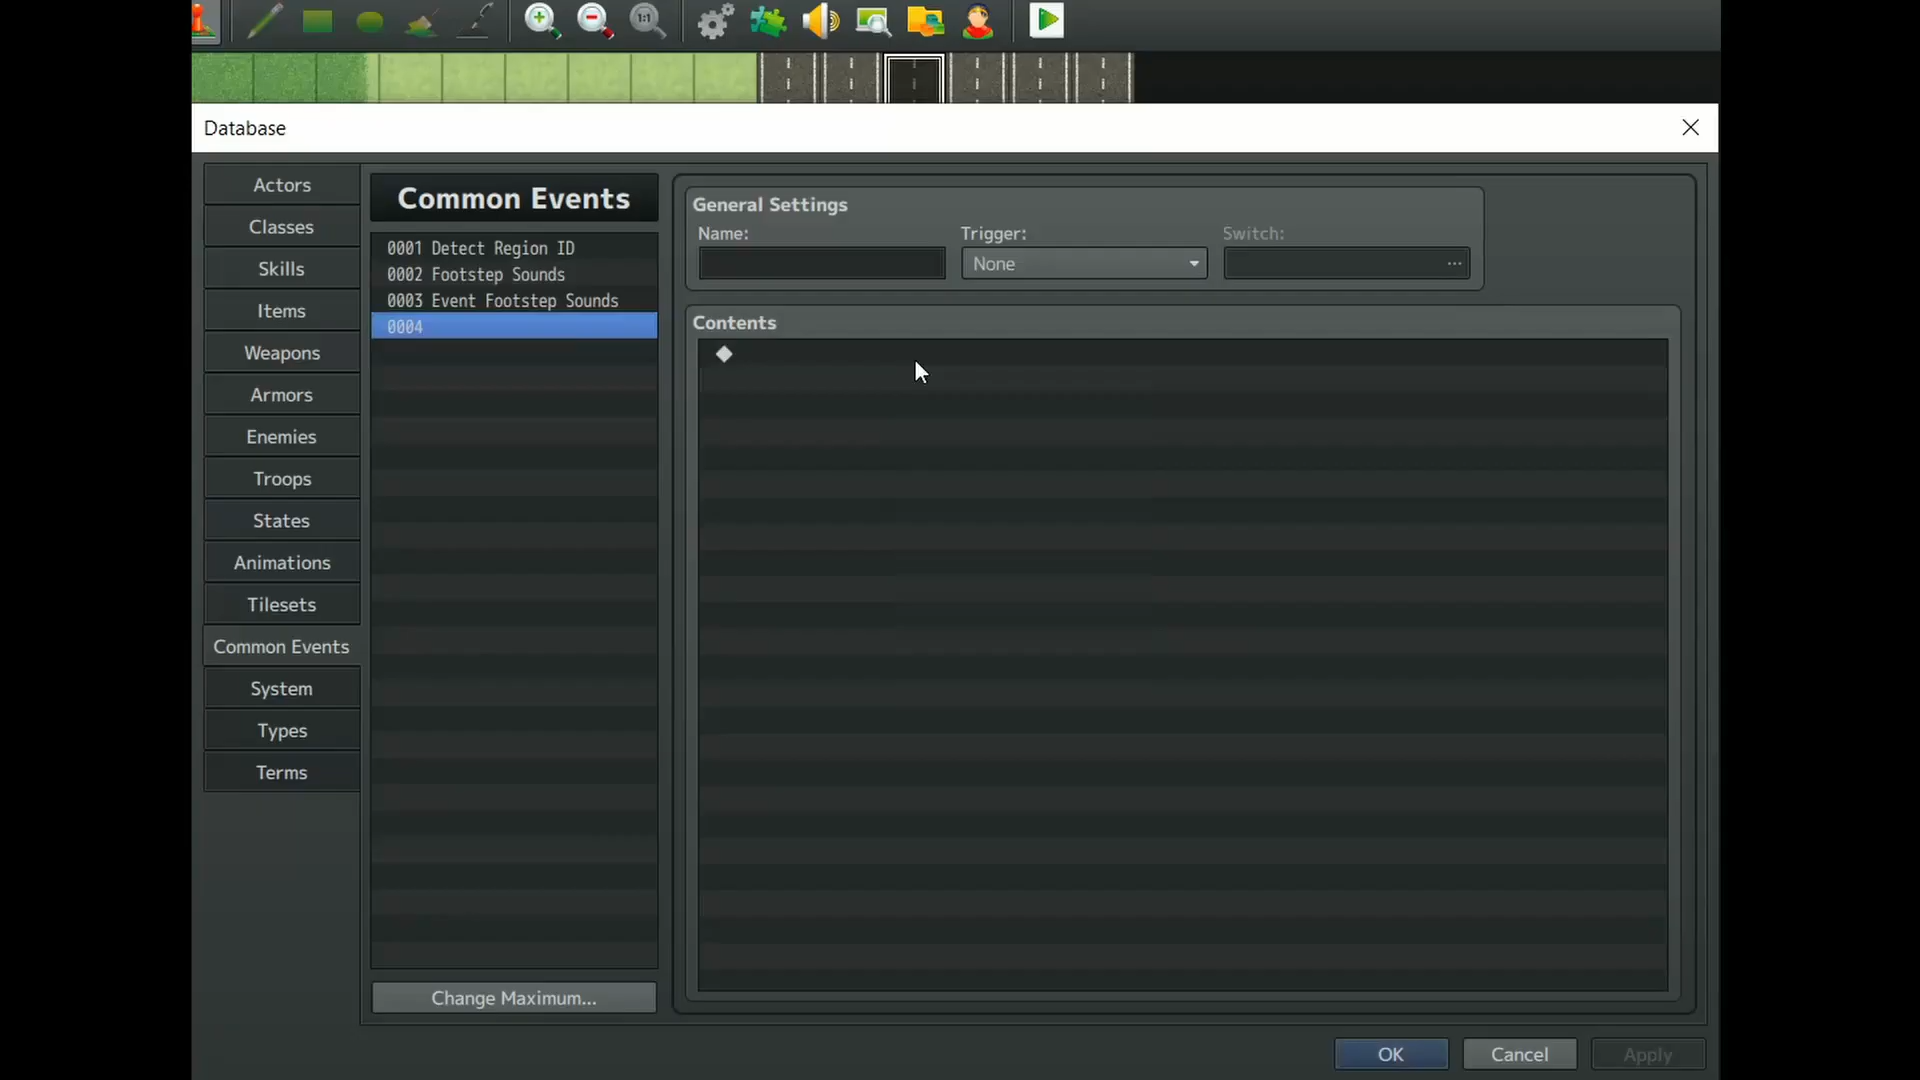 1:1
Database
Actors
Classes
Skills
Items
Weapons
Armors
Enemies
Troops
States
Animations
Tilesets
Common Events
System
Types
Terms
Common Events
0001 Detect Region ID
0002 Footstep Sounds
0003 Event Footstep Sounds
0004
Change Maximum...
General Settings
Name:
Trigger:
Switch:
None
...
Contents
OK
Cancel
Apply